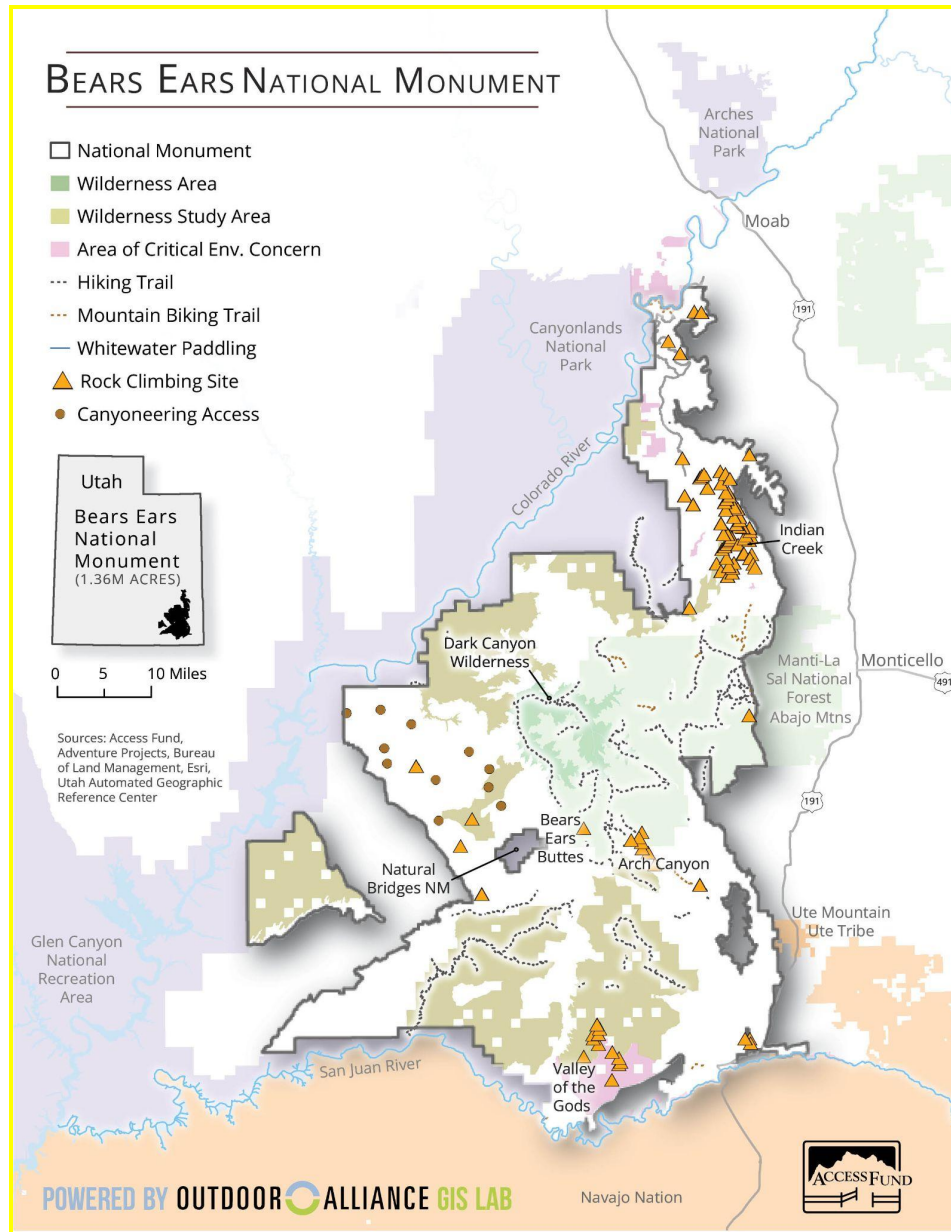 BEARS EARS NATIONAL MONUMENT
National Monument
Wilderness Area
Wilderness Study Area
Area of Critical Env. Concern
Hiking Trail
Mountain Biking Trail
Whitewater Paddling
Rock Climbing Site
Canyoneering Access
Utah
Bears Ears
National
Monument
(1.36M ACRES)
0 5 10 Miles
Sources: Access Fund,
Adventure Projects, Bureau
of Land Management, Esri,
Utah Automated Geographic
Reference Center
Arches
National
Park
Moab
191
Canyonlands
National
Park
Colorado River
Indian
Creek
Dark Canyon
Wilderness
Manti-La
Sal National
Forest
Abajo Mtns
Monticello
491
191
Bears
Ears
Buttes
Arch Canyon
Natural
Bridges NM
Ute Mountain
Ute Tribe
Glen Canyon
National
Recreation
Area
San Juan River
Valley
of the
Gods
Navajo Nation
POWERED BY OUTDOOR ALLIANCE GIS LAB
ACCESS FUND